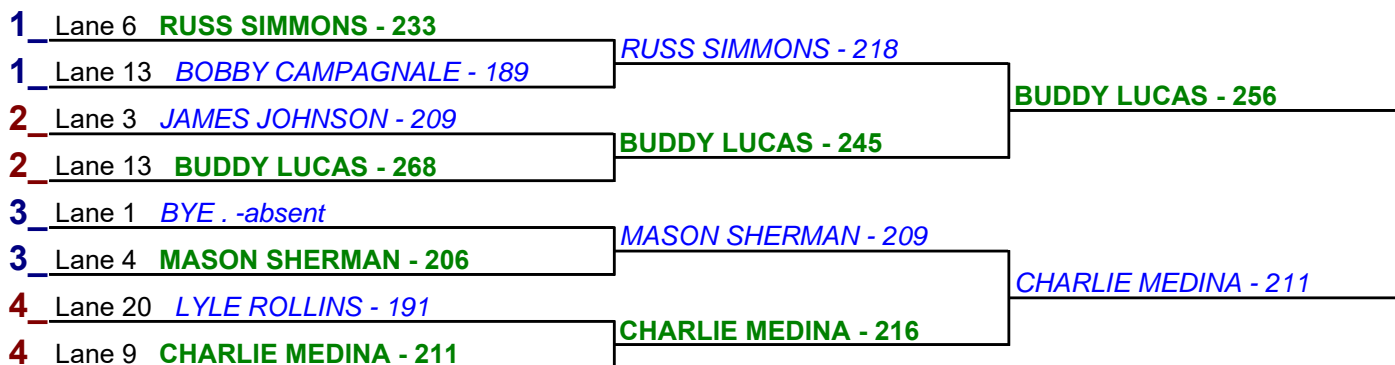 1_ Lane 6 RUSS SIMMONS - 233
RUSS SIMMONS - 218
1_ Lane 13 BOBBY CAMPAGNALE - 189
BUDDY LUCAS - 256
2_ Lane 3 JAMES JOHNSON - 209
BUDDY LUCAS - 245
2_ Lane 13 BUDDY LUCAS - 268
3_ Lane 1 BYE . -absent
MASON SHERMAN - 209
3_ Lane 4 MASON SHERMAN - 206
CHARLIE MEDINA - 211
4_ Lane 20 LYLE ROLLINS - 191
CHARLIE MEDINA - 216
4 Lane 9 CHARLIE MEDINA - 211